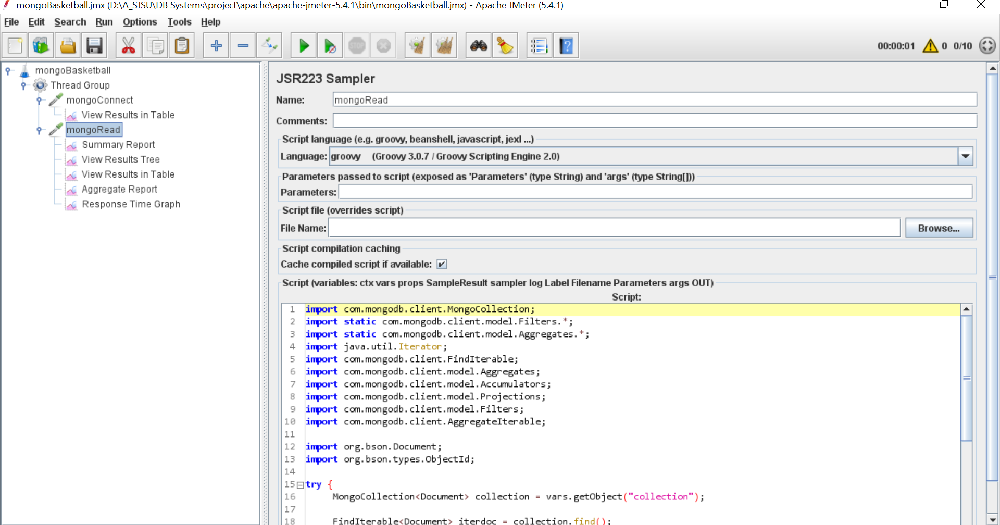 mongoBasketball.jmx (D:\A_SJSU\DB Systems\project\apache\apache-jmeter-5.4.1\bin\mongoBasketball.jmx) - Apache JMeter (5.4.1)
File Edit Search Run Options Tools Help
STOP
00:00:01 0 0/10
mongoBasketball
Thread Group
mongoConnect
View Results in Table
mongoRead
Summary Report
View Results Tree
View Results in Table
Aggregate Report
Response Time Graph
JSR223 Sampler
Name: mongoRead
Comments:
Script language (e.g. groovy, beanshell, javascript, jexl ...)
Language: groovy (Groovy 3.0.7 / Groovy Scripting Engine 2.0)
Parameters passed to script (exposed as 'Parameters' (type String) and 'args' (type String[]))
Parameters:
Script file (overrides script)
File Name: Browse...
Script compilation caching
Cache compiled script if available:
Script (variables: ctx vars props SampleResult sampler log Label Filename Parameters args OUT)
Script:
1 import com.mongodb.client.MongoCollection;
2 import static com.mongodb.client.model.Filters.*;
3 import static com.mongodb.client.model.Aggregates.*;
4 import java.util.Iterator;
5 import com.mongodb.client.FindIterable;
6 import com.mongodb.client.model.Aggregates;
7 import com.mongodb.client.model.Accumulators;
8 import com.mongodb.client.model.Projections;
9 import com.mongodb.client.model.Filters;
10 import com.mongodb.client.AggregateIterable;
11
12 import org.bson.Document;
13 import org.bson.types.ObjectId;
14
15 try {
16 MongoCollection<Document> collection = vars.getObject("collection");
17
18 FindIterable<Document> iterdoc = collection.find();